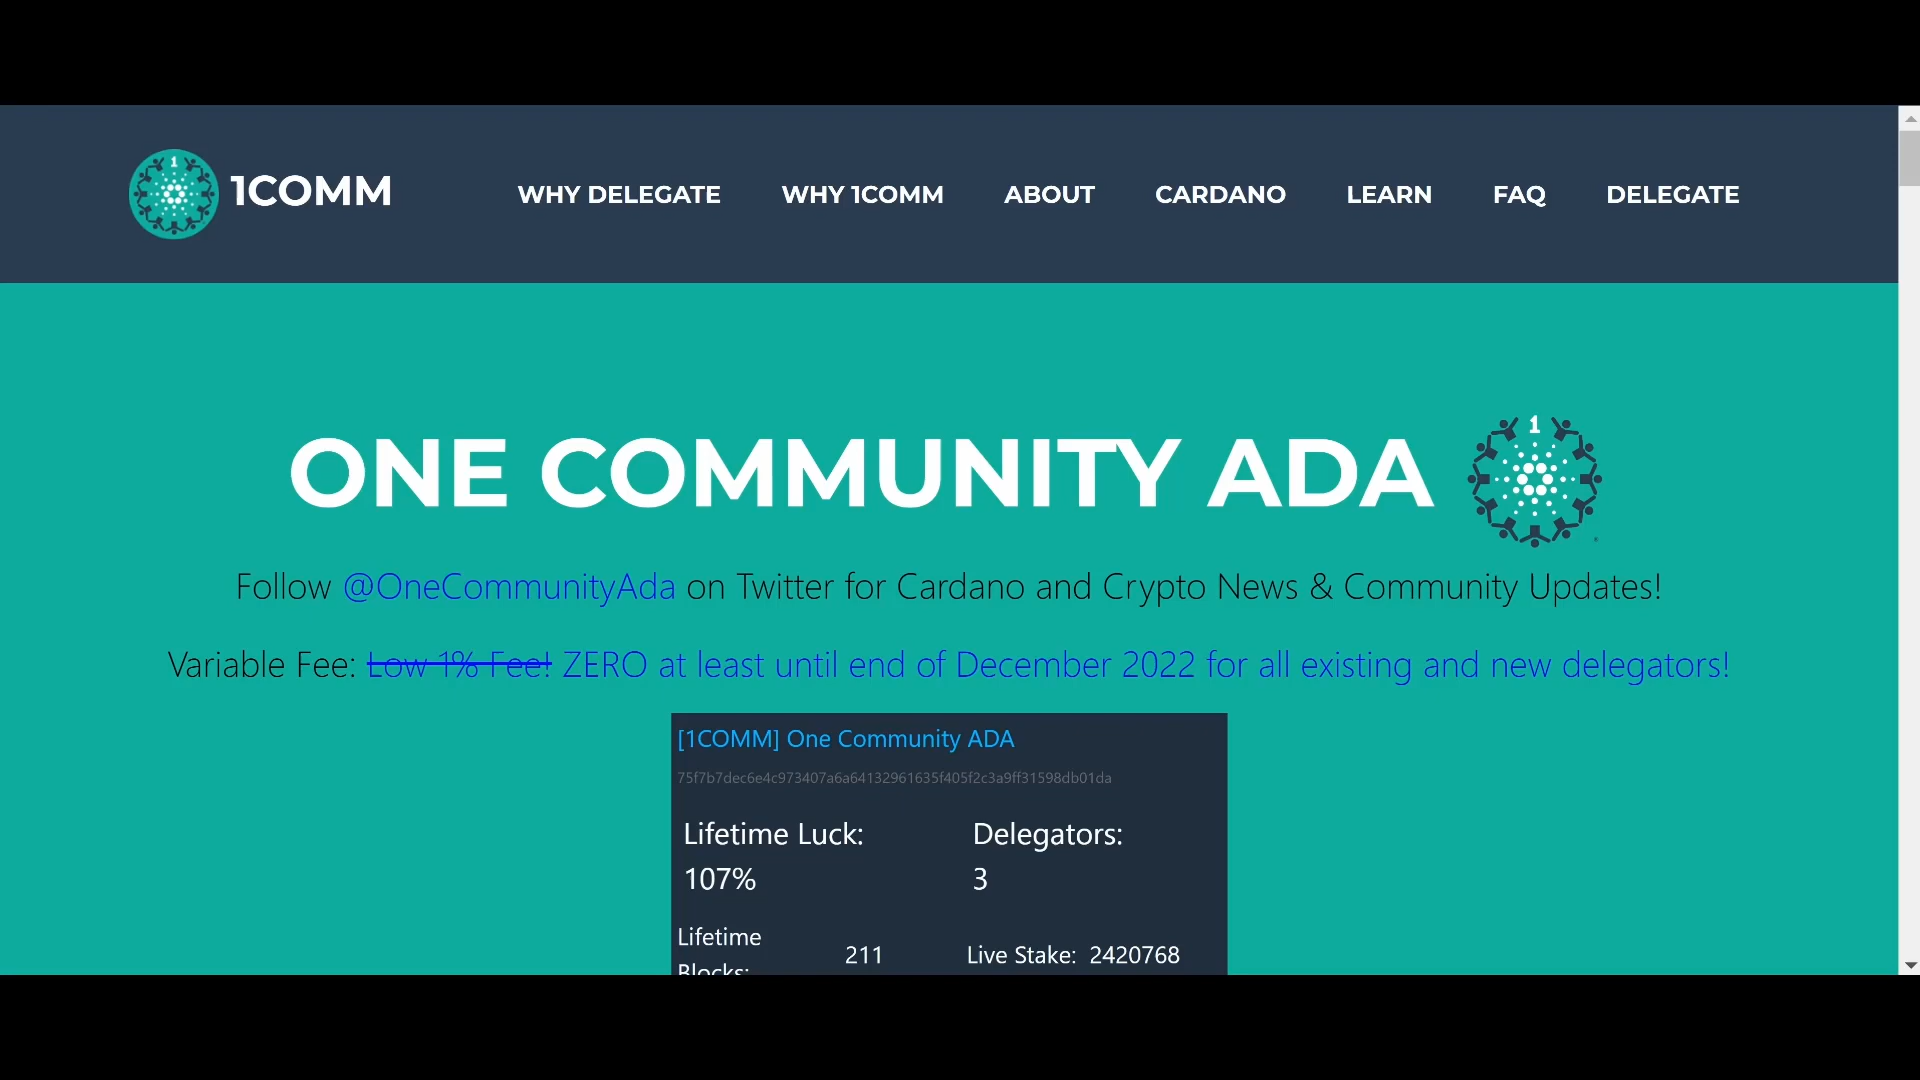 1
1COMM
WHY DELEGATE
WHY 1COMM
ABOUT
CARDANO
LEARN
FAQ
DELEGATE
ONE COMMUNITY ADA
1
Follow @OneCommunityAda on Twitter for Cardano and Crypto News & Community Updates!
Variable Fee: Low 1% Fee! ZERO at least until end of December 2022 for all existing and new delegators!
[1COMM] One Community ADA
75f7b7dec6e4c973407a6a64132961635f405f2c3a9ff31598db01da
Lifetime Luck:
107%
Delegators:
3
Lifetime
Blocks:
211
Live Stake: 2420768